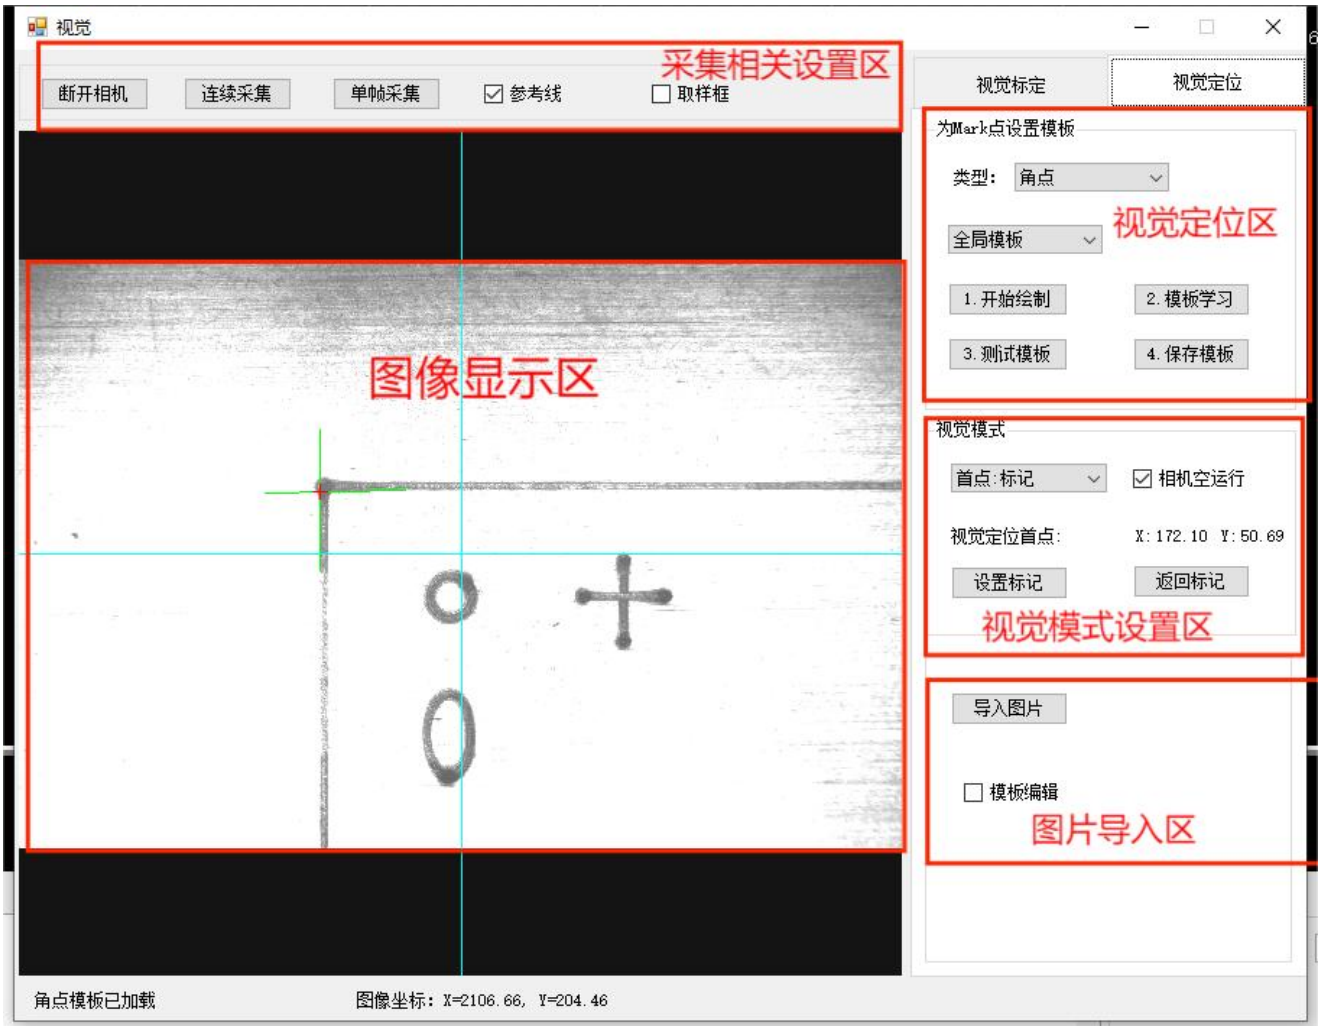 视觉
采集相关设置区
断开相机 连续采集 单帧采集 参考线 取样框
视觉标定 视觉定位
为Mark点设置模板
类型： 角点
视觉定位区
全局模板
1.开始绘制 2.模板学习
3.测试模板 4.保存模板
图像显示区
视觉模式
首点:标记 相机空运行
视觉定位首点: X:172.10 Y:50.69
设置标记 返回标记
视觉模式设置区
导入图片
模板编辑
图片导入区
角点模板已加载 图像坐标：X=2106.66, Y=204.46